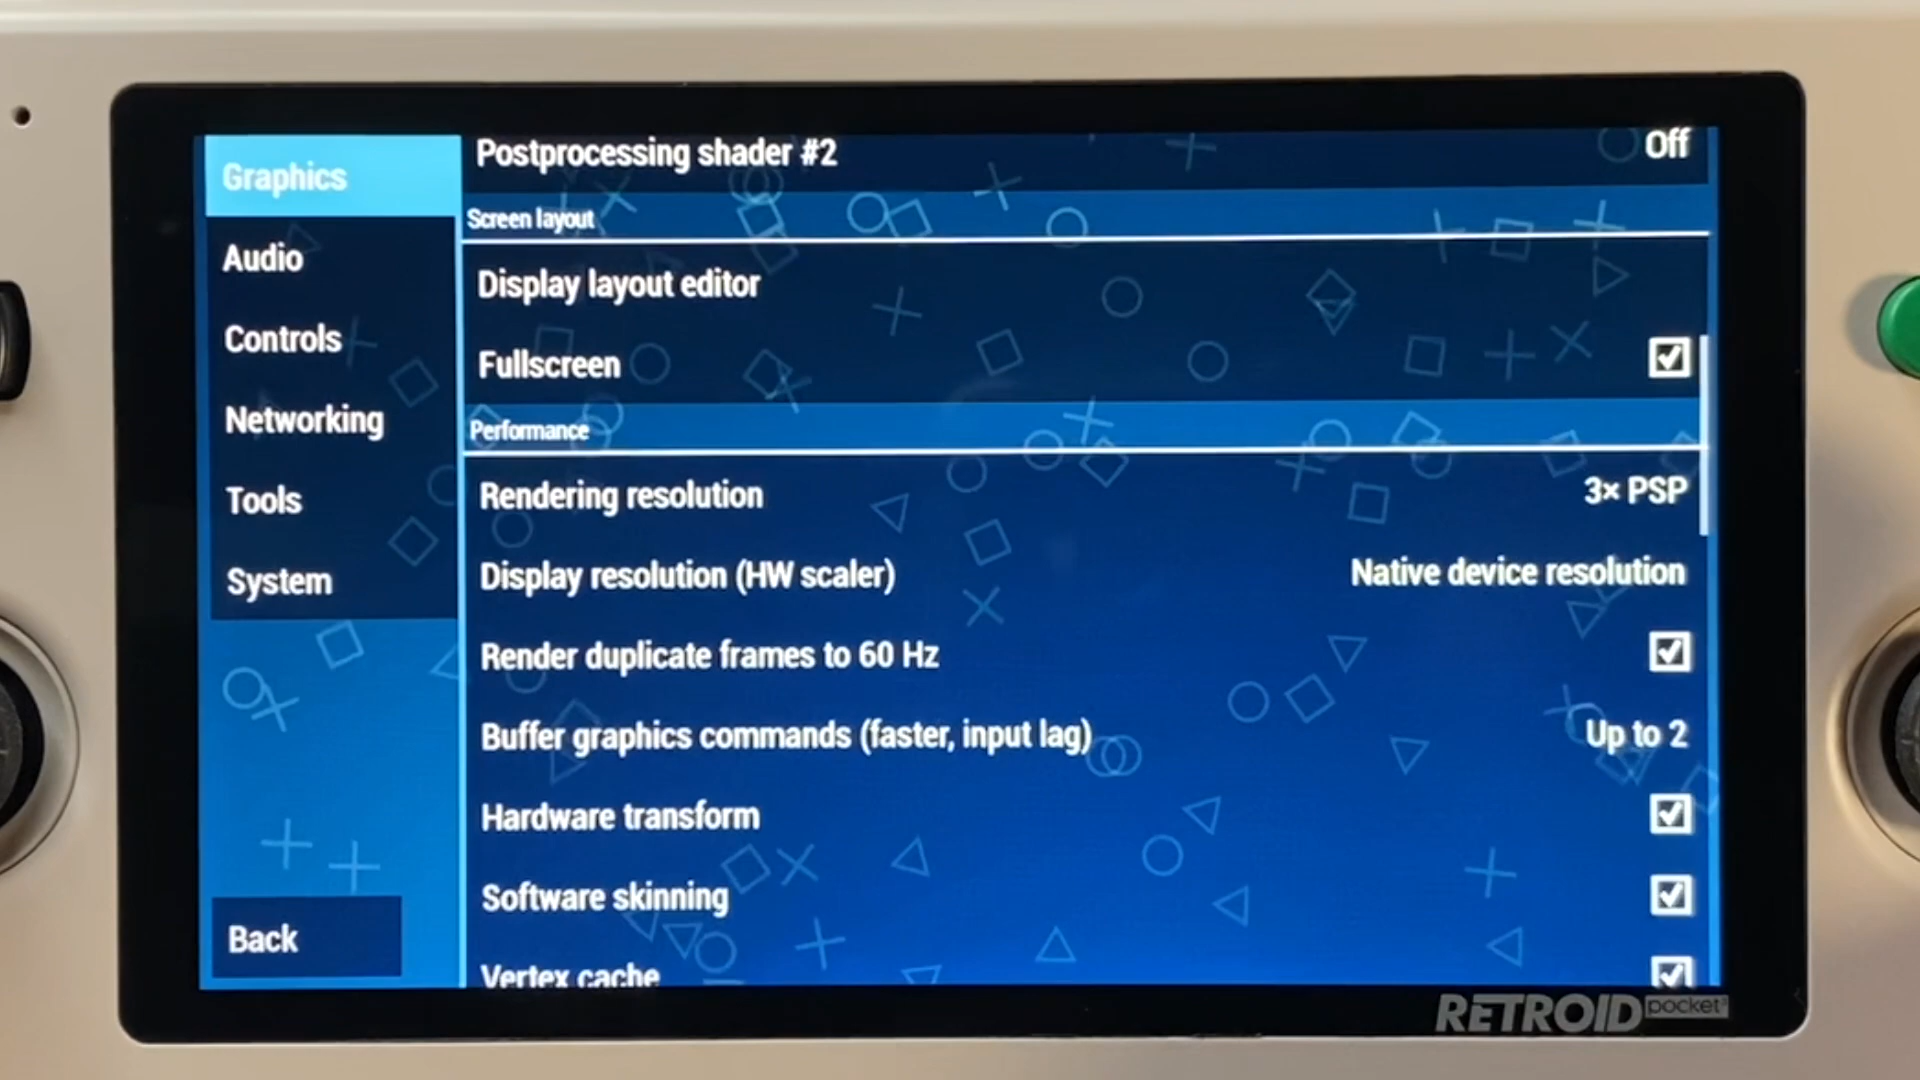 Graphics
Audio
Controls
Networking
Tools
System
Back
Postprocessing shader #2 Off
Screen layout
Display layout editor
Fullscreen
Performance
Rendering resolution 3× PSP
Display resolution (HW scaler) Native device resolution
Render duplicate frames to 60 Hz
Buffer graphics commands (faster, input lag) Up to 2
Hardware transform
Software skinning
Vertex cache
RETROID pocket